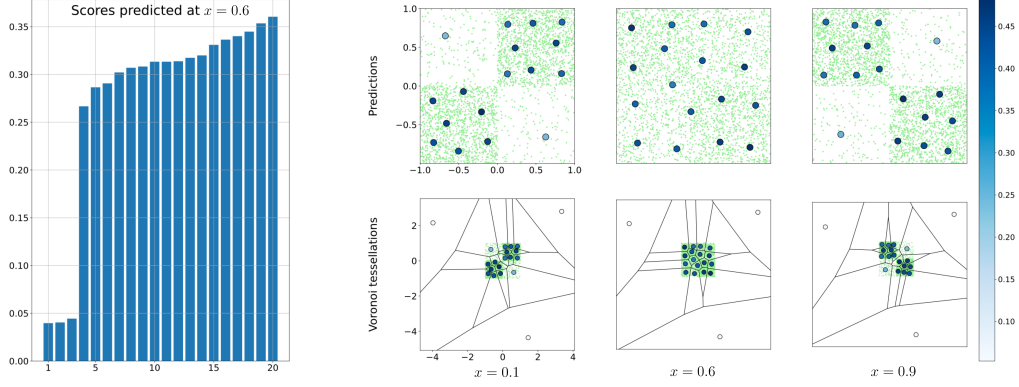 Scores predicted at x = 0.6
0.35
0.30
0.25
0.20
0.15
0.10
0.05
0.00
1 5 10 15 20
Predictions
1.0
0.5
0.0
−0.5
−1.0 −0.5 0.0 0.5 1.0
Voronoi tessellations
2
0
−2
−4
−4 −2 0 2 4
x = 0.1
x = 0.6
x = 0.9
0.45
0.40
0.35
0.30
0.25
0.20
0.15
0.10